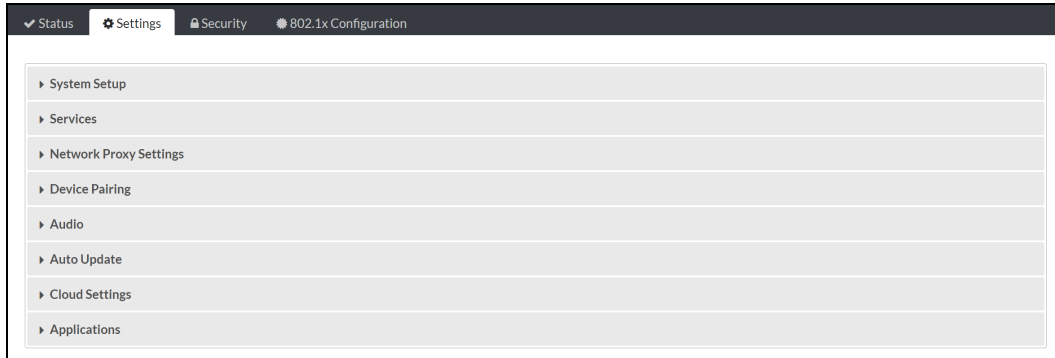 Status Settings Security 802.1x Configuration
System Setup
Services
Network Proxy Settings
Device Pairing
Audio
Auto Update
Cloud Settings
Applications